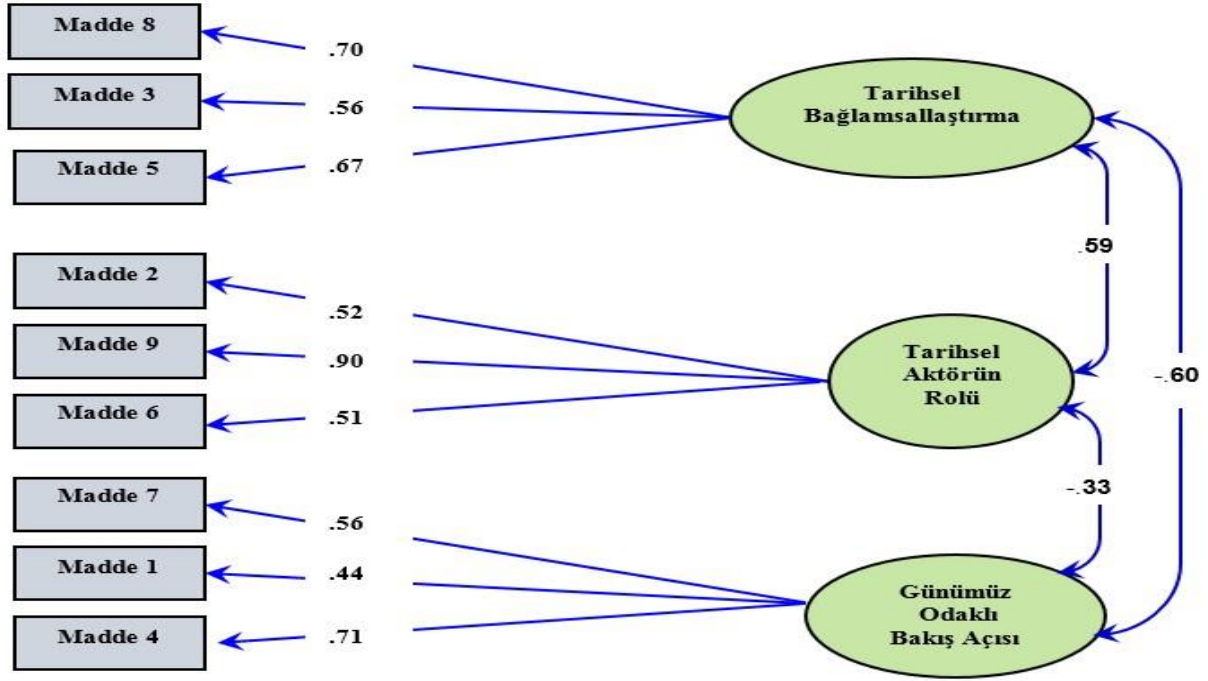 Madde 8
.70
Madde 3
.56
Madde 5
.67
Tarihsel
Bağlamsallaştırma
.59
-.60
Madde 2
.52
Madde 9
.90
Madde 6
.51
Tarihsel
Aktörün
Rolü
-.33
Madde 7
.56
Madde 1
.44
Madde 4
.71
Günümüz
Odaklı
Bakış Açısı